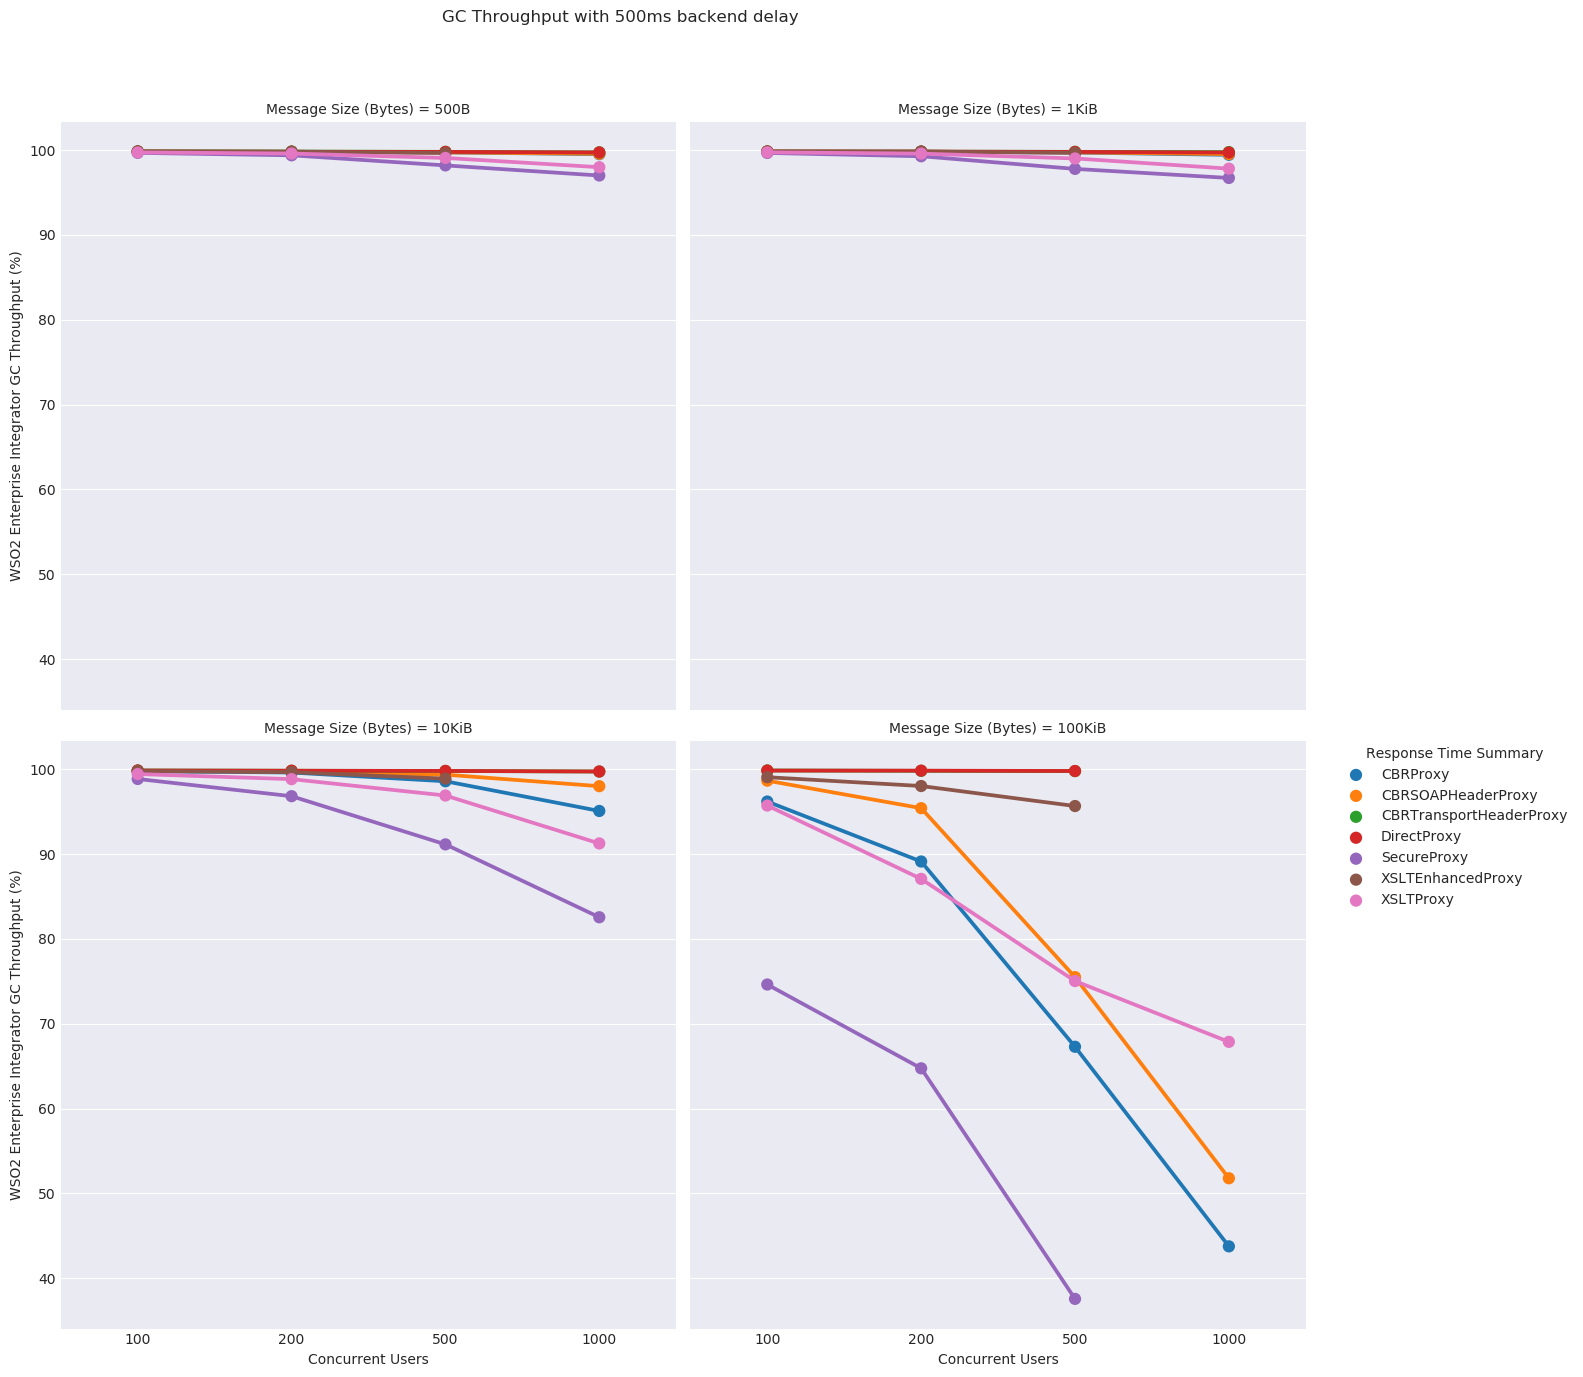 GC Throughput with 500ms backend delay
Message Size (Bytes) = 500B
Message Size (Bytes) = 1KiB
WSO2 Enterprise Integrator GC Throughput (%)
100
90
80
70
60
50
40
Message Size (Bytes) = 10KiB
Message Size (Bytes) = 100KiB
WSO2 Enterprise Integrator GC Throughput (%)
100
90
80
70
60
50
40
100 200 500 1000
Concurrent Users
100 200 500 1000
Concurrent Users
Response Time Summary
CBRProxy
CBRSOAPHeaderProxy
CBRTransportHeaderProxy
DirectProxy
SecureProxy
XSLTEnhancedProxy
XSLTProxy